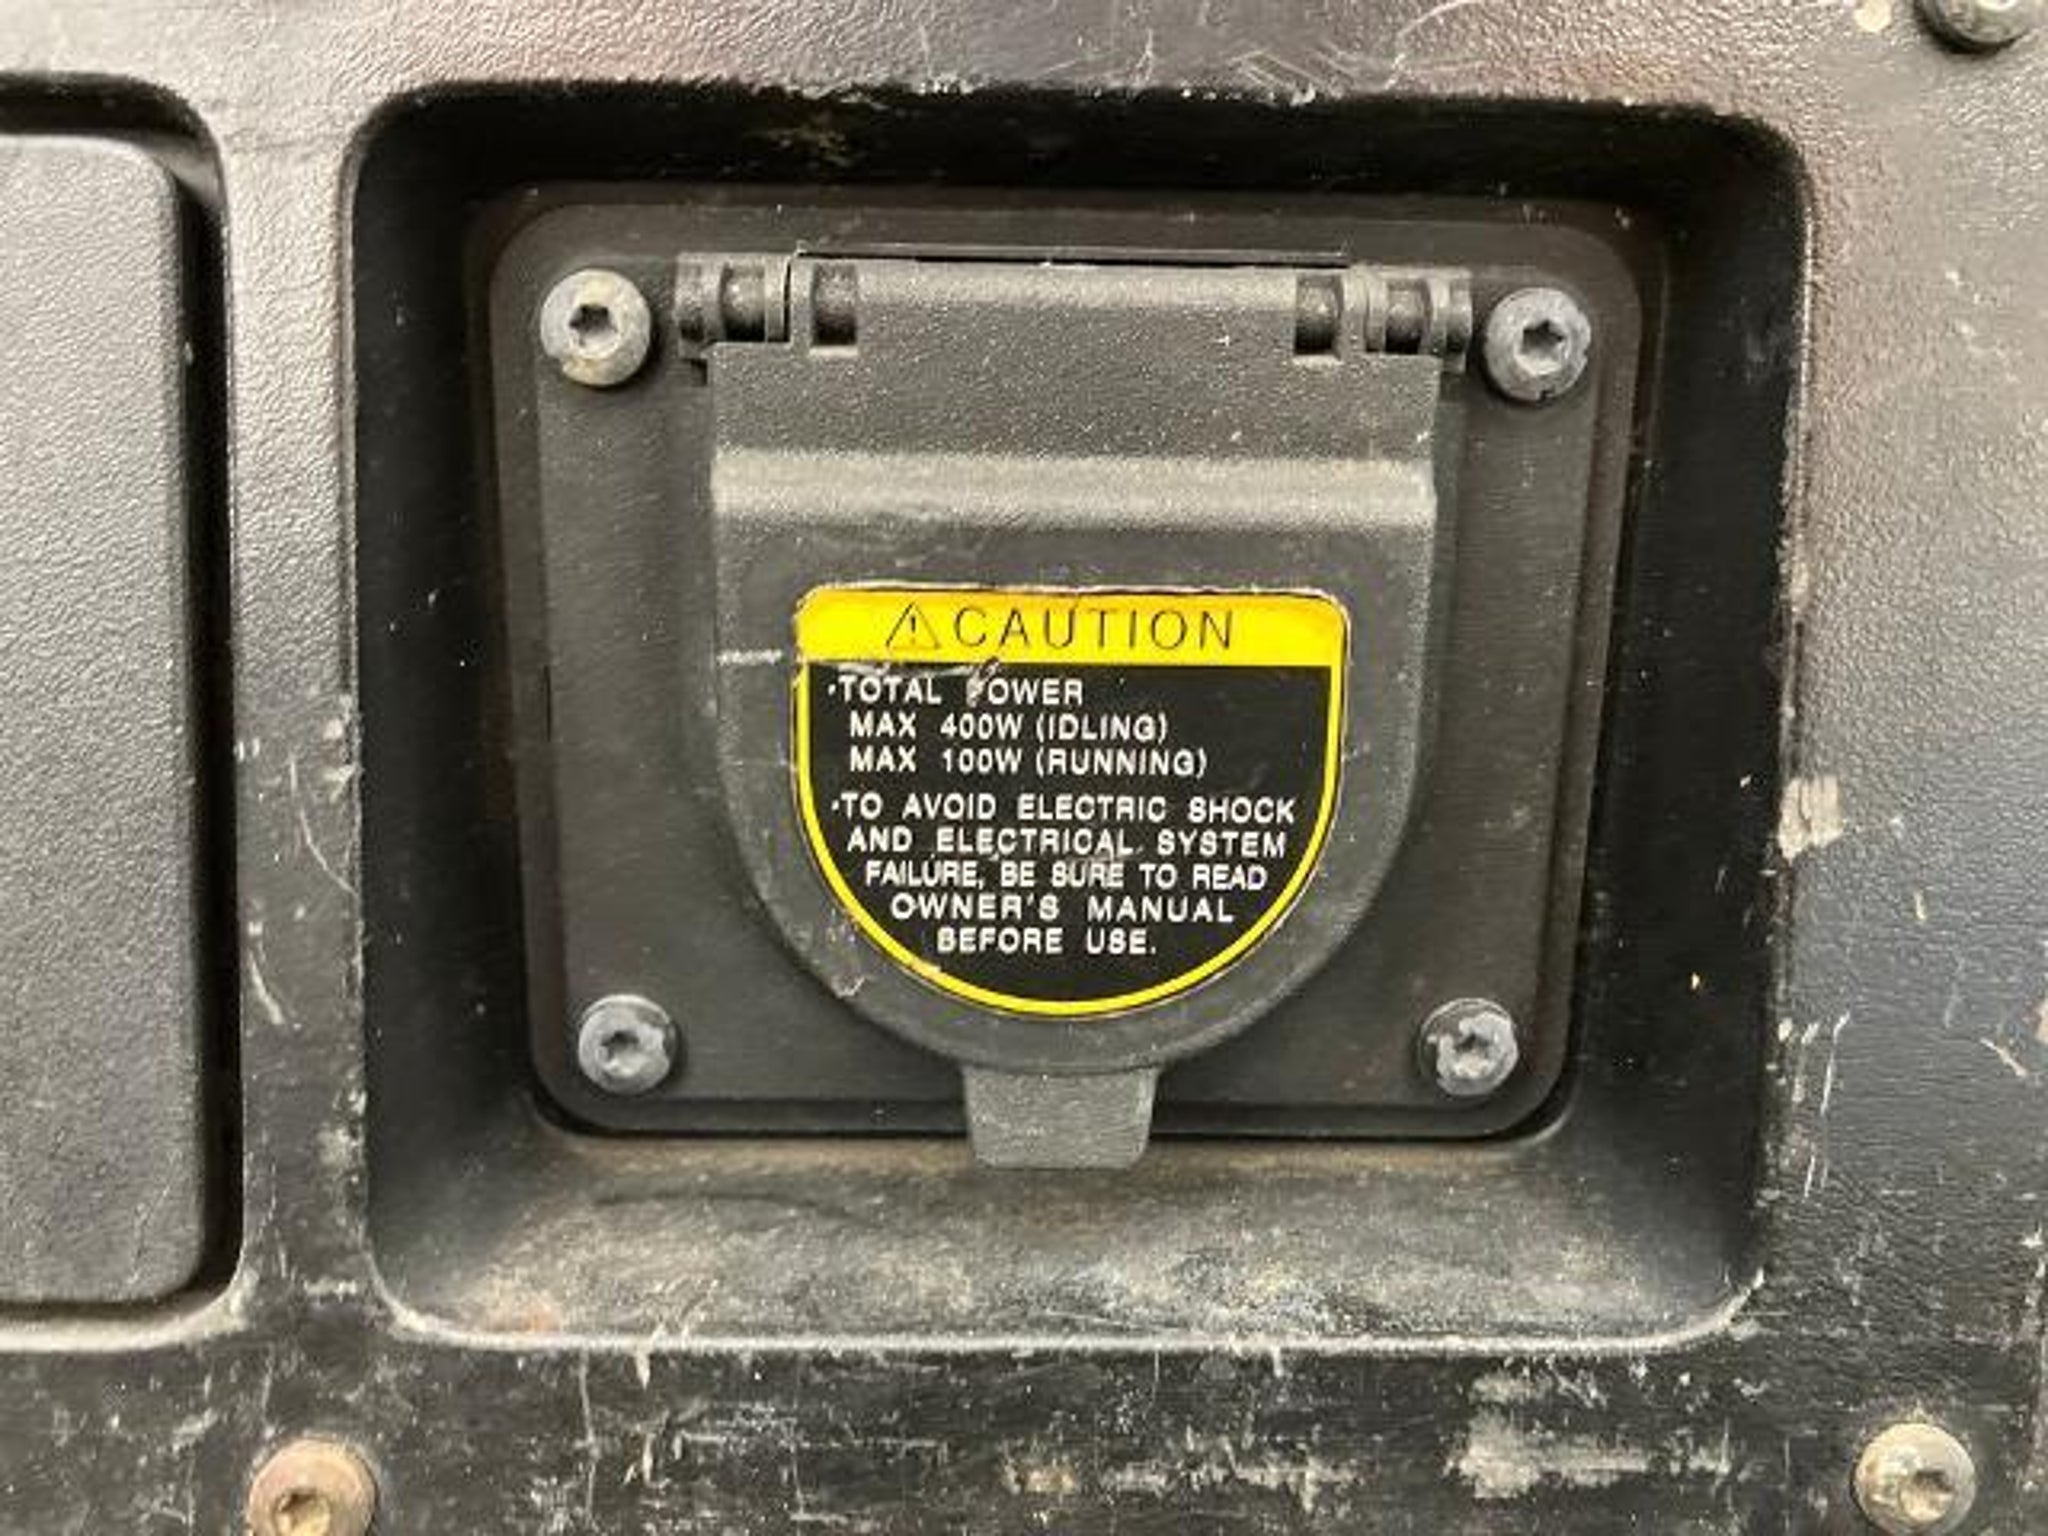 CAUTION
·TOTAL POWER
MAX 400W (IDLING)
MAX 100W (RUNNING)
·TO AVOID ELECTRIC SHOCK
AND ELECTRICAL SYSTEM
FAILURE, BE SURE TO READ
OWNER'S MANUAL
BEFORE USE.